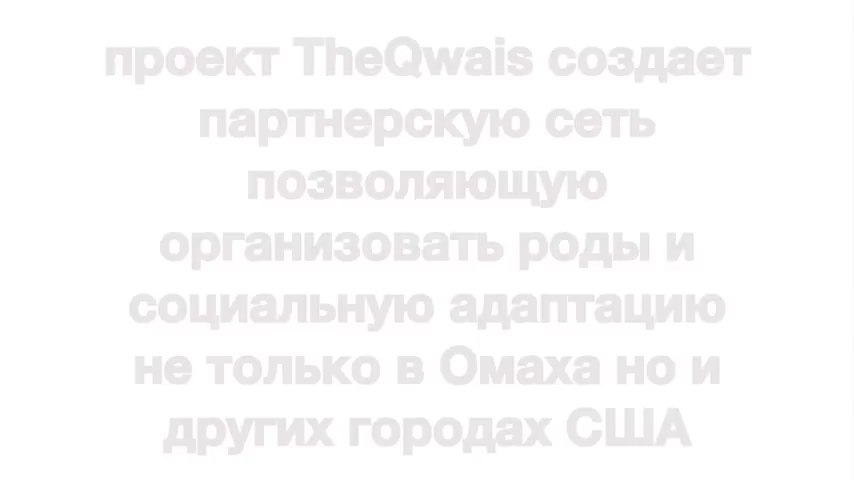 проект TheQwais создает
партнерскую сеть
позволяющую
организовать роды и
социальную адаптацию
не только в Омаха но и
других городах США